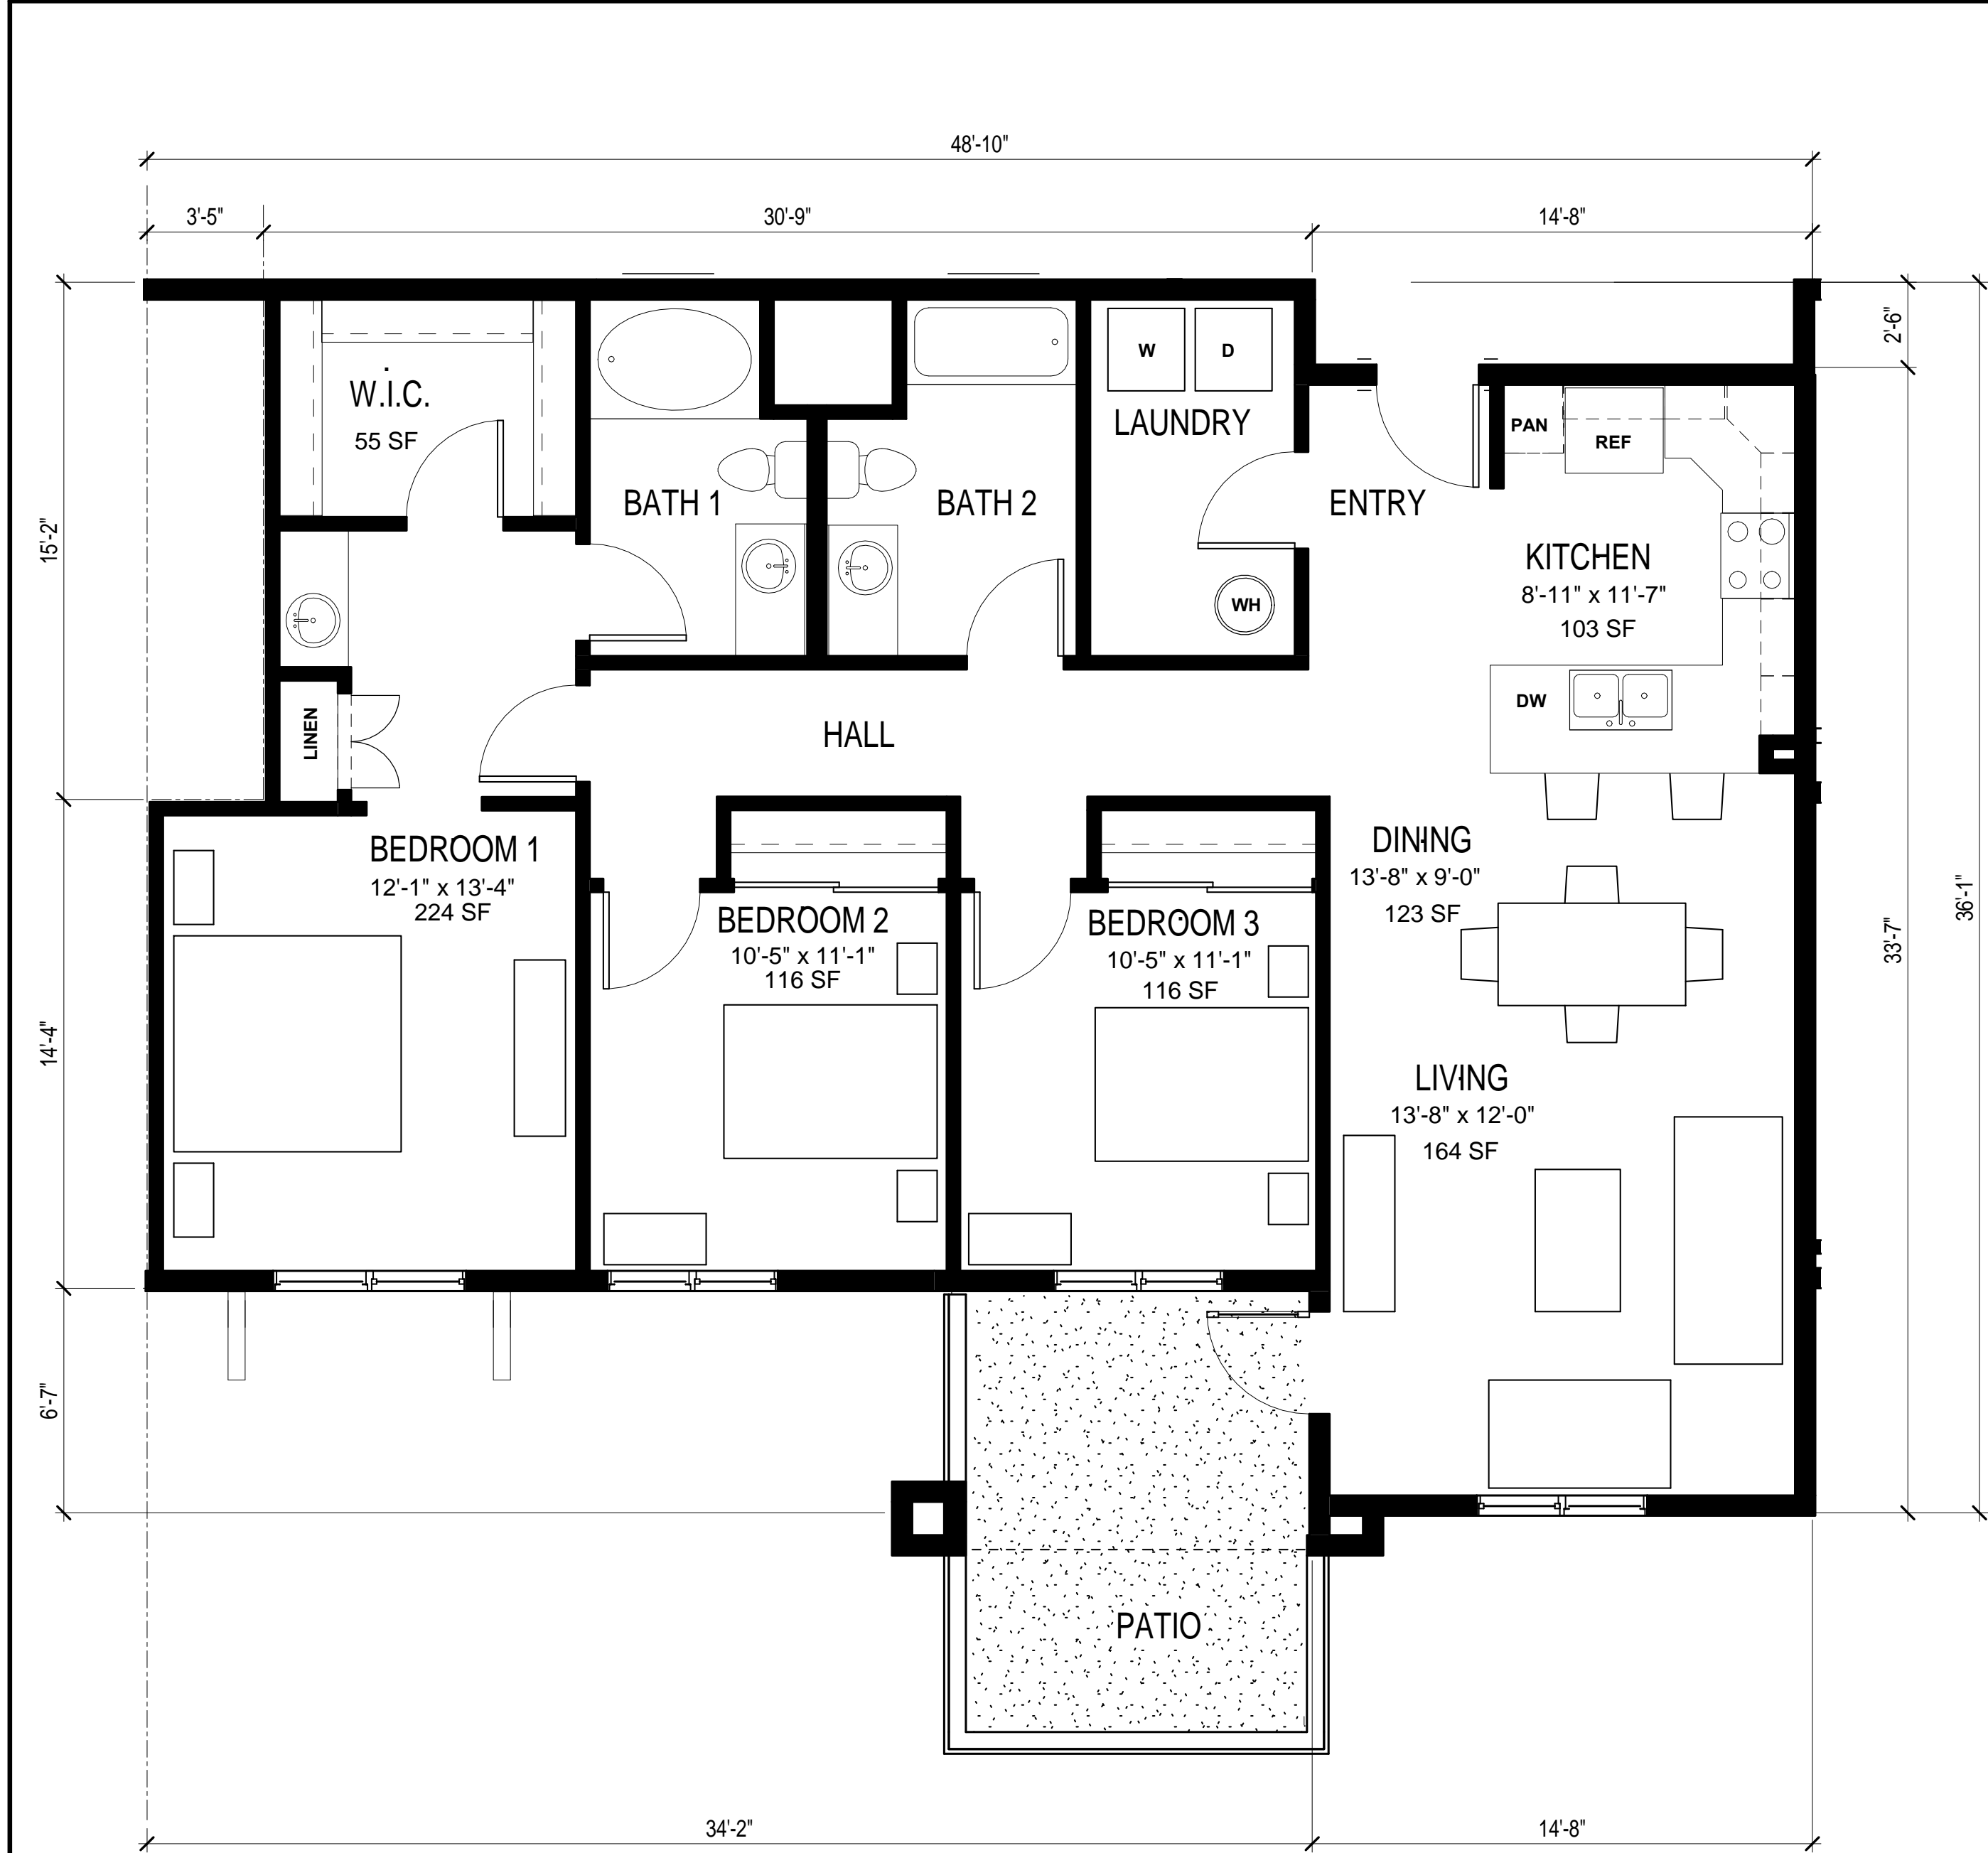 48'-10"
3'-5"
30'-9"
14'-8"
2'-6"
W
D
W.I.C.
55 SF
LAUNDRY
PAN
REF
BATH 1
BATH 2
ENTRY
15'-2"
KITCHEN
8'-11" x 11'-7"
103 SF
WH
LINEN
DW
HALL
DINING
13'-8" x 9'-0"
123 SF
BEDROOM 1
12'-1" x 13'-4"
224 SF
BEDROOM 2
10'-5" x 11'-1"
116 SF
BEDROOM 3
10'-5" x 11'-1"
116 SF
36'-1"
33'-7"
14'-4"
LIVING
13'-8" x 12'-0"
164 SF
6'-7"
PATIO
34'-2"
14'-8"